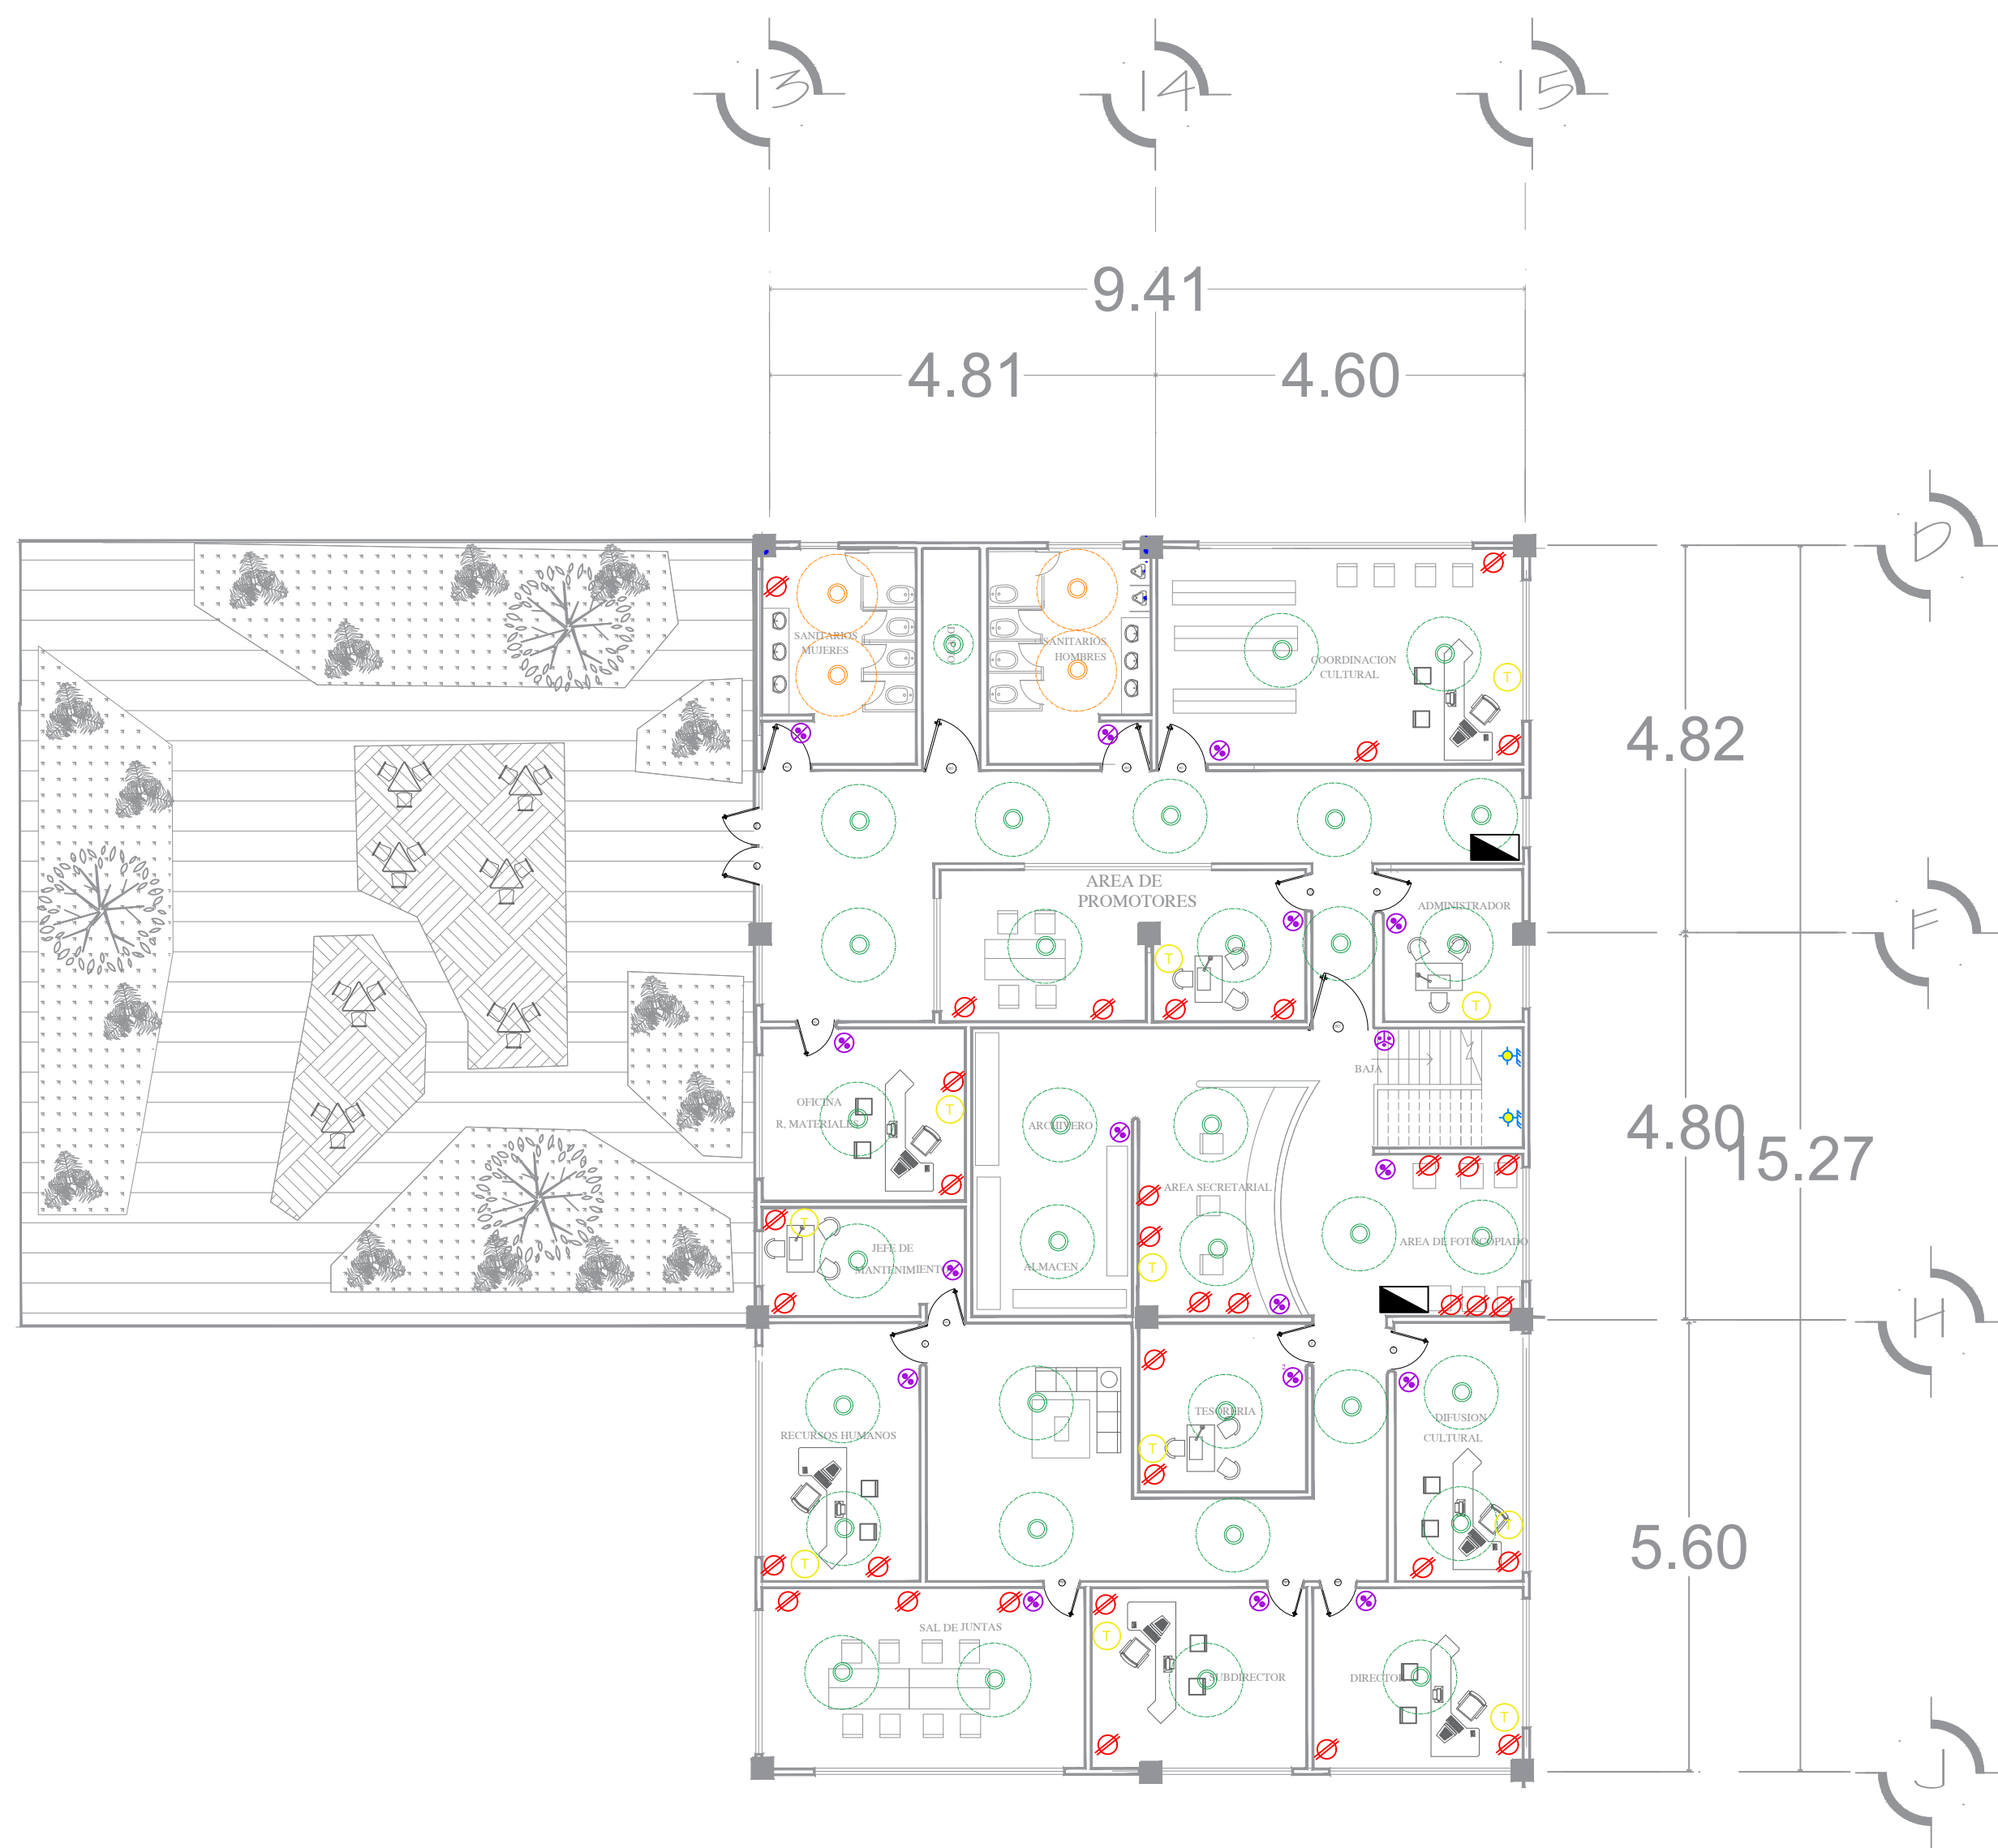 13
14
15
9.41
4.81
4.60
D
SANITARIOS
MUJERES
SANITARIOS
HOMBRES
COORDINACION
CULTURAL
T
4.82
AREA DE
PROMOTORES
ADMINISTRADOR
F
T
T
BAJA
OFICINA
R. MATERIALES
T
ARCHIVERO
4.80
15.27
AREA SECRETARIAL
T
JEFE DE
MANTENIMIENTO
ALMACEN
T
AREA DE FOTOCOPIADO
H
2
RECURSOS HUMANOS
TESORERIA
T
DIFUSION
CULTURAL
T
T
5.60
SAL DE JUNTAS
T
SUBDIRECTOR
DIRECTOR
T
J